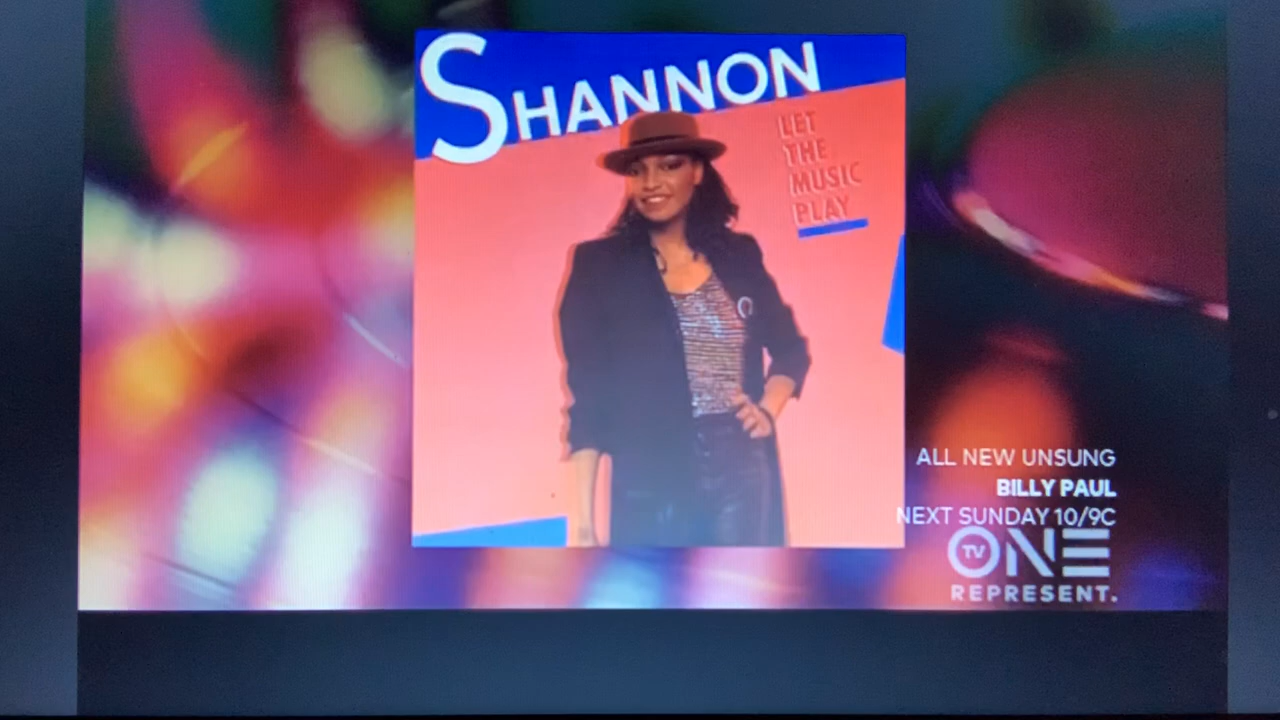 SHANNON
LET
THE
MUSIC
PLAY
ALL NEW UNSUNG
BILLY PAUL
NEXT SUNDAY 10/9C
TV ONE
REPRESENT.